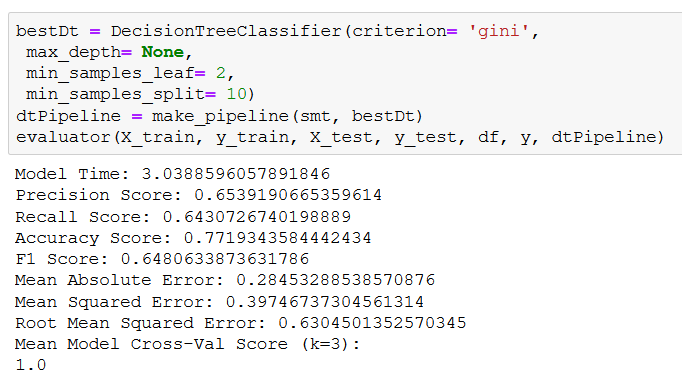 bestDt = DecisionTreeClassifier(criterion= 'gini',
 max_depth= None,
 min_samples_leaf= 2,
 min_samples_split= 10)
dtPipeline = make_pipeline(smt, bestDt)
evaluator(X_train, y_train, X_test, y_test, df, y, dtPipeline)
Model Time: 3.0388596057891846
Precision Score: 0.6539190665359614
Recall Score: 0.6430726740198889
Accuracy Score: 0.7719343584442434
F1 Score: 0.6480633873631786
Mean Absolute Error: 0.28453288538570876
Mean Squared Error: 0.39746737304561314
Root Mean Squared Error: 0.6304501352570345
Mean Model Cross-Val Score (k=3):
1.0